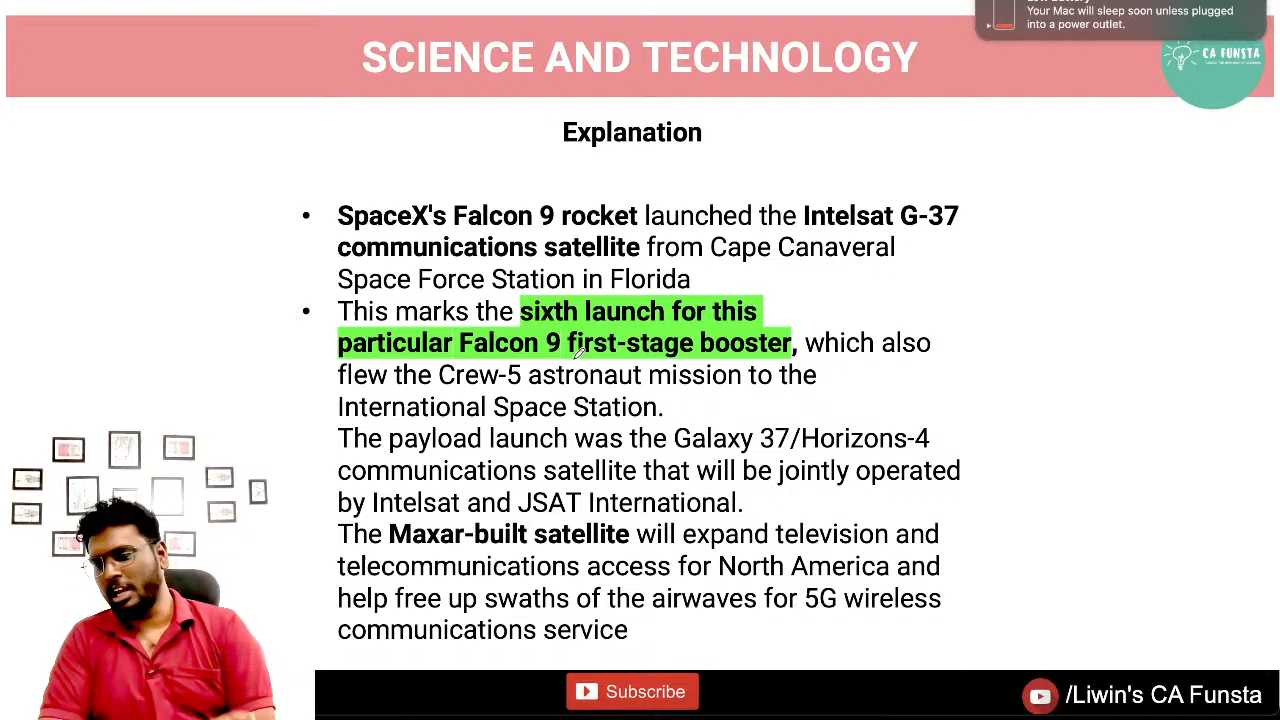 Your Mac will sleep soon unless plugged
into a power outlet.
SCIENCE AND TECHNOLOGY
CA FUNSTA
Explanation
• SpaceX's Falcon 9 rocket launched the Intelsat G-37
communications satellite from Cape Canaveral
Space Force Station in Florida
• This marks the sixth launch for this
particular Falcon 9 first-stage booster, which also
flew the Crew-5 astronaut mission to the
International Space Station.
The payload launch was the Galaxy 37/Horizons-4
communications satellite that will be jointly operated
by Intelsat and JSAT International.
The Maxar-built satellite will expand television and
telecommunications access for North America and
help free up swaths of the airwaves for 5G wireless
communications service
Subscribe
/Liwin's CA Funsta